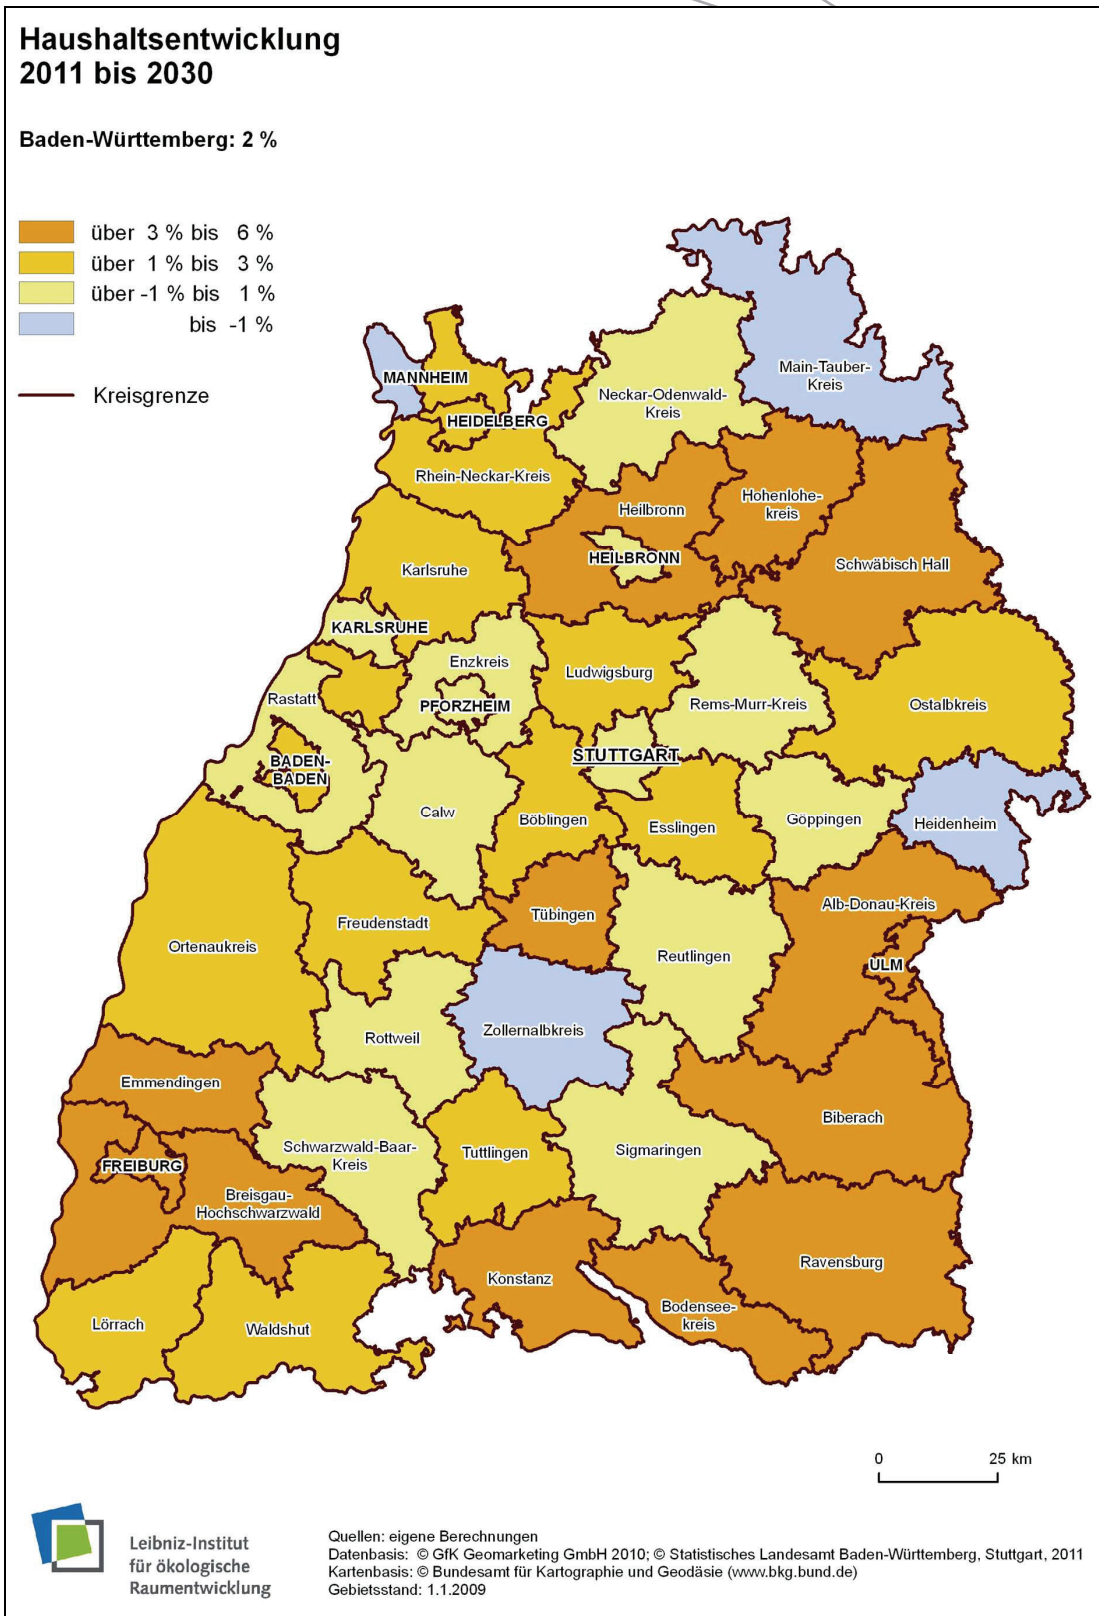 Haushaltsentwicklung
2011 bis 2030
Baden-Württemberg: 2 %
über 3 % bis 6 %
über 1 % bis 3 %
über -1 % bis 1 %
bis -1 %
Kreisgrenze
Main-Tauber-
Kreis
MANNHEIM
Neckar-Odenwald-
Kreis
HEIDELBERG
Rhein-Neckar-Kreis
Hohenlohe-
kreis
Heilbronn
HEILBRONN
Schwäbisch Hall
Karlsruhe
KARLSRUHE
Enzkreis
Ludwigsburg
Rastatt
PFORZHEIM
Rems-Murr-Kreis
Ostalbkreis
STUTTGART
BADEN-
BADEN
Calw
Böblingen
Esslingen
Göppingen
Heidenheim
Alb-Donau-Kreis
Tübingen
Freudenstadt
Ortenaukreis
Reutlingen
ULM
Zollernalbkreis
Rottweil
Emmendingen
Biberach
Schwarzwald-Baar-
Kreis
Tuttlingen
Sigmaringen
FREIBURG
Breisgau-
Hochschwarzwald
Ravensburg
Konstanz
Bodensee-
kreis
Lörrach
Waldshut
0 25 km
Leibniz-Institut
für ökologische
Raumentwicklung
Quellen: eigene Berechnungen
Datenbasis: © GfK Geomarketing GmbH 2010; © Statistisches Landesamt Baden-Württemberg, Stuttgart, 2011
Kartenbasis: © Bundesamt für Kartographie und Geodäsie (www.bkg.bund.de)
Gebietsstand: 1.1.2009